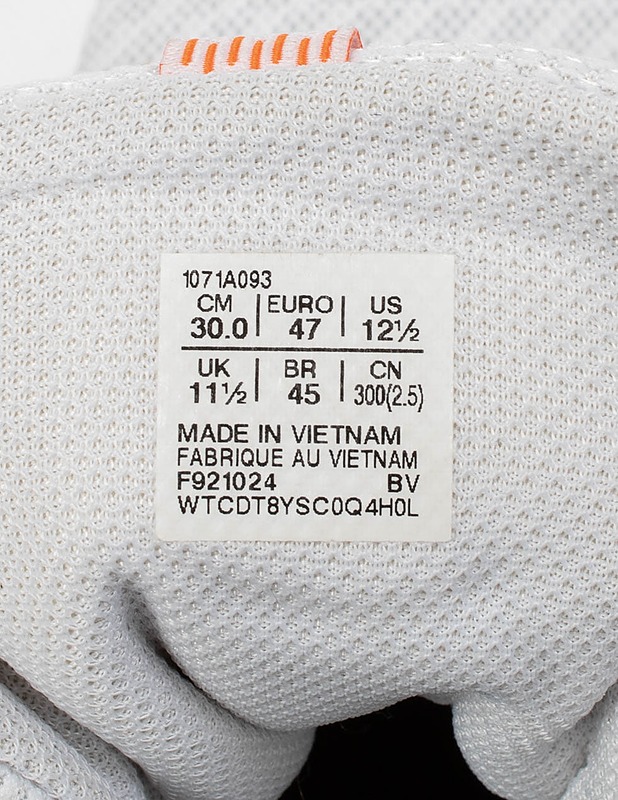 1071A093
CM | EURO | US
30.0 | 47 | 12½
UK | BR | CN
11½ | 45 | 300(2.5)
MADE IN VIETNAM
FABRIQUE AU VIETNAM
F921024 BV
WTCDT8YSC0Q4H0L